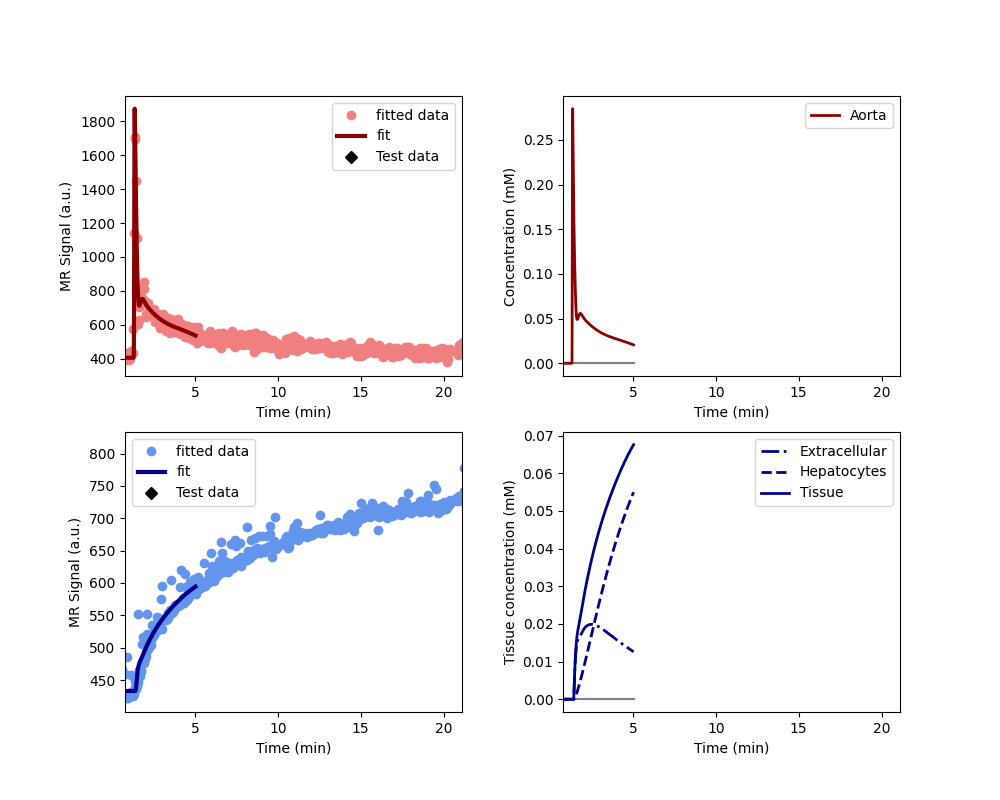 1800
1600
1400
1200
1000
800
600
400
MR Signal (a.u.)
fitted data
fit
Test data
5
10
15
20
Time (min)
0.25
0.20
0.15
0.10
0.05
0.00
Concentration (mM)
Aorta
5
10
15
20
Time (min)
800
750
700
650
600
550
500
450
MR Signal (a.u.)
fitted data
fit
Test data
5
10
15
20
Time (min)
0.07
0.06
0.05
0.04
0.03
0.02
0.01
0.00
Tissue concentration (mM)
Extracellular
Hepatocytes
Tissue
5
10
15
20
Time (min)